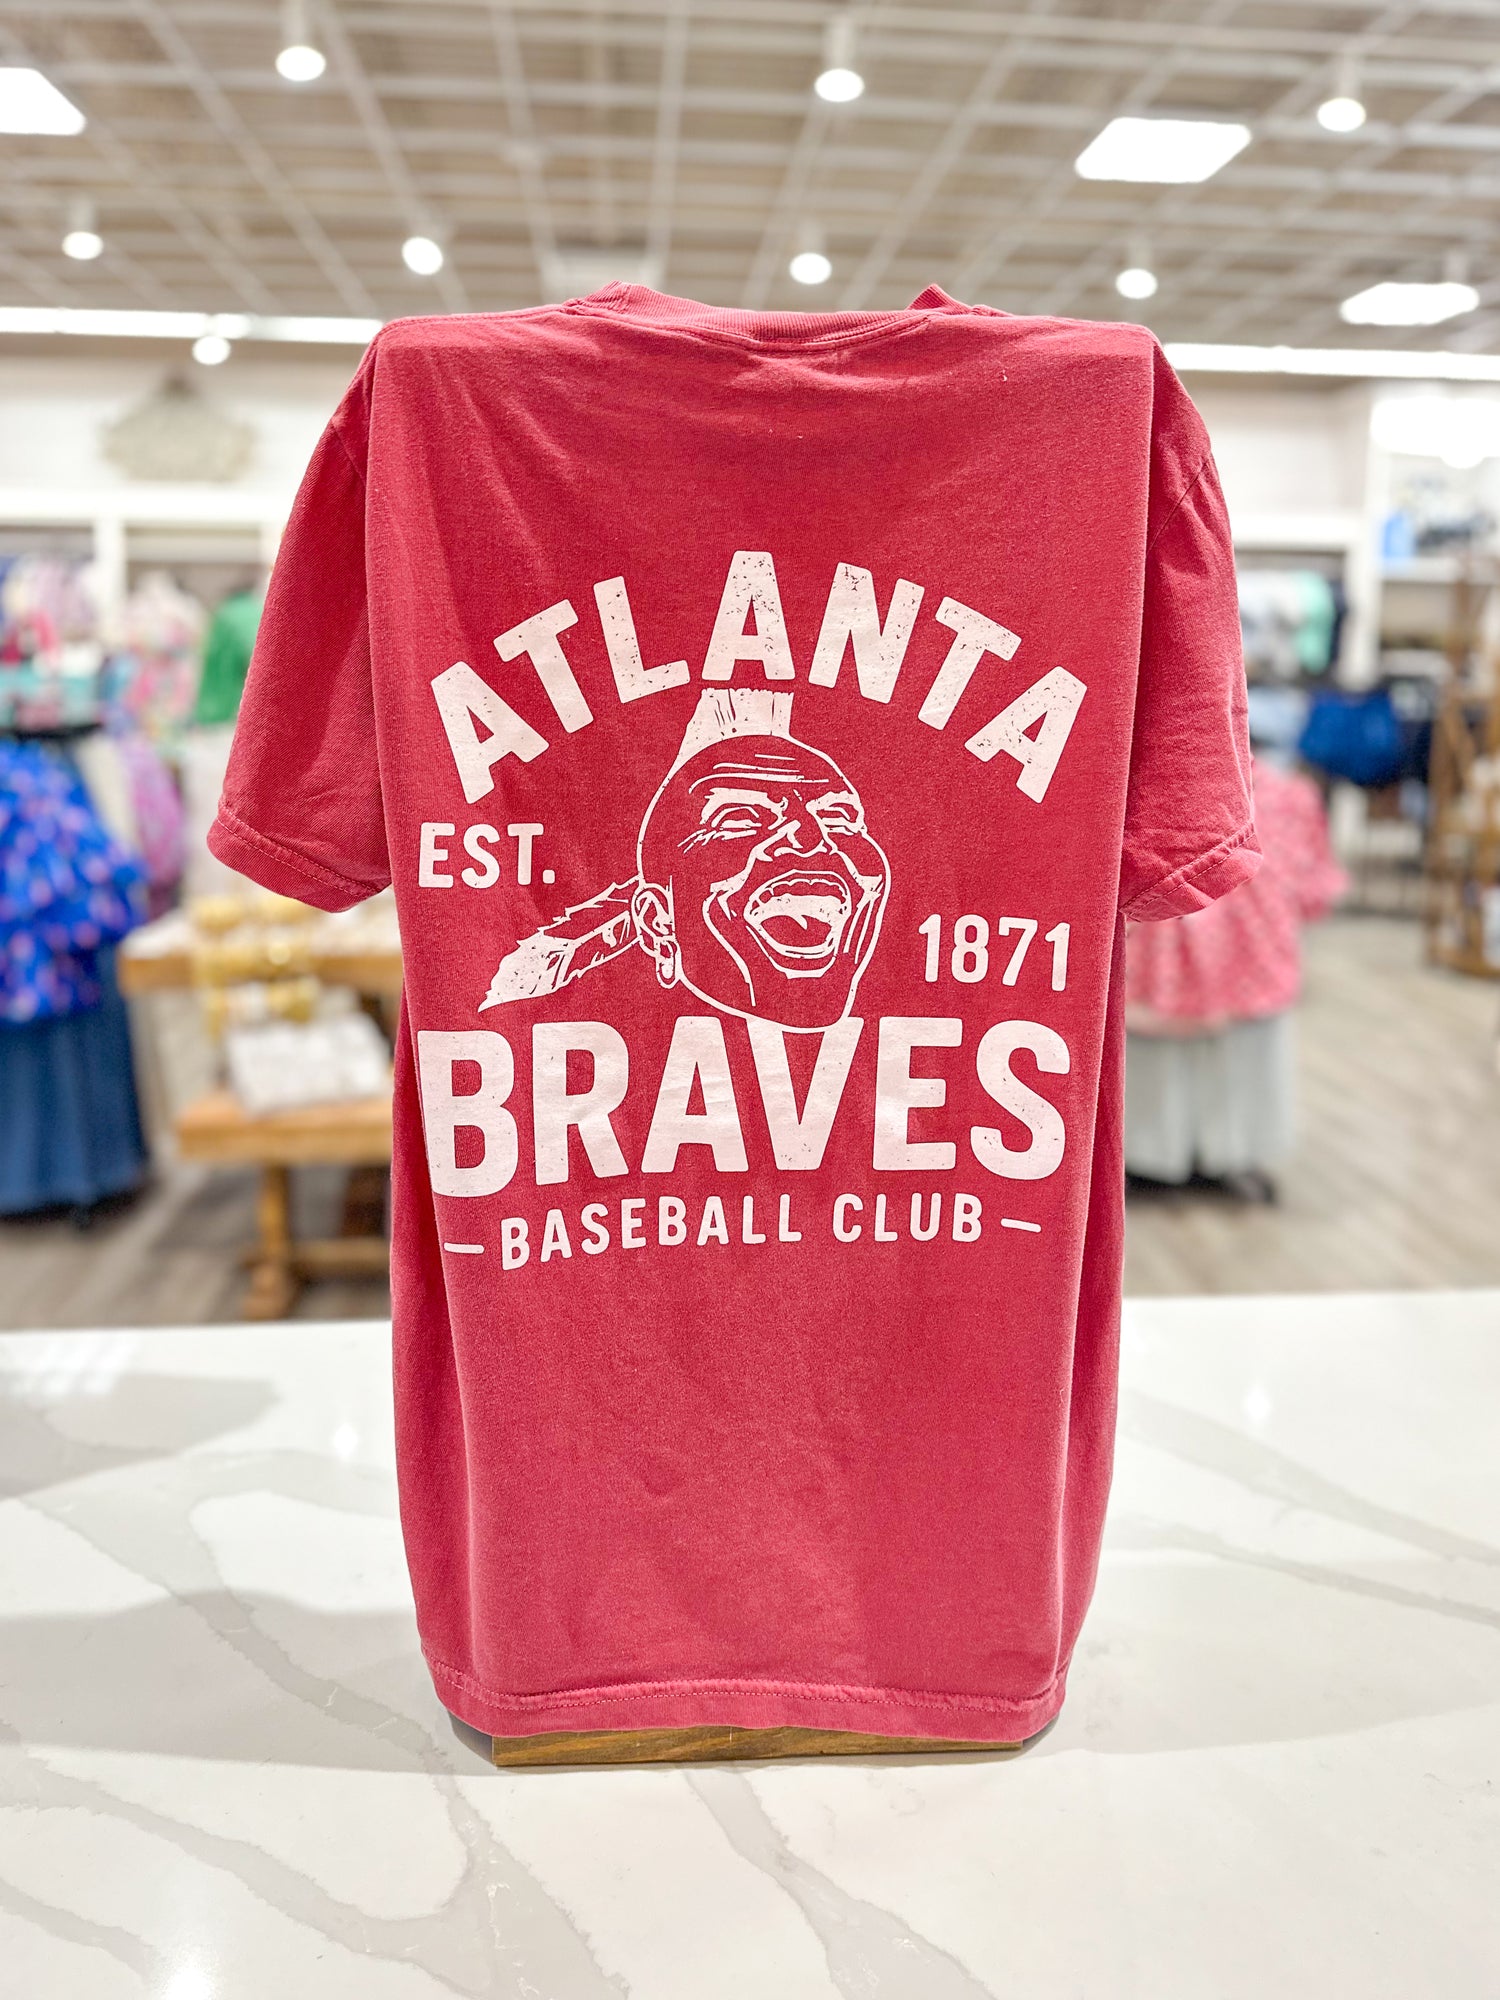 ATLANTA
EST.
1871
BRAVES
– BASEBALL CLUB –